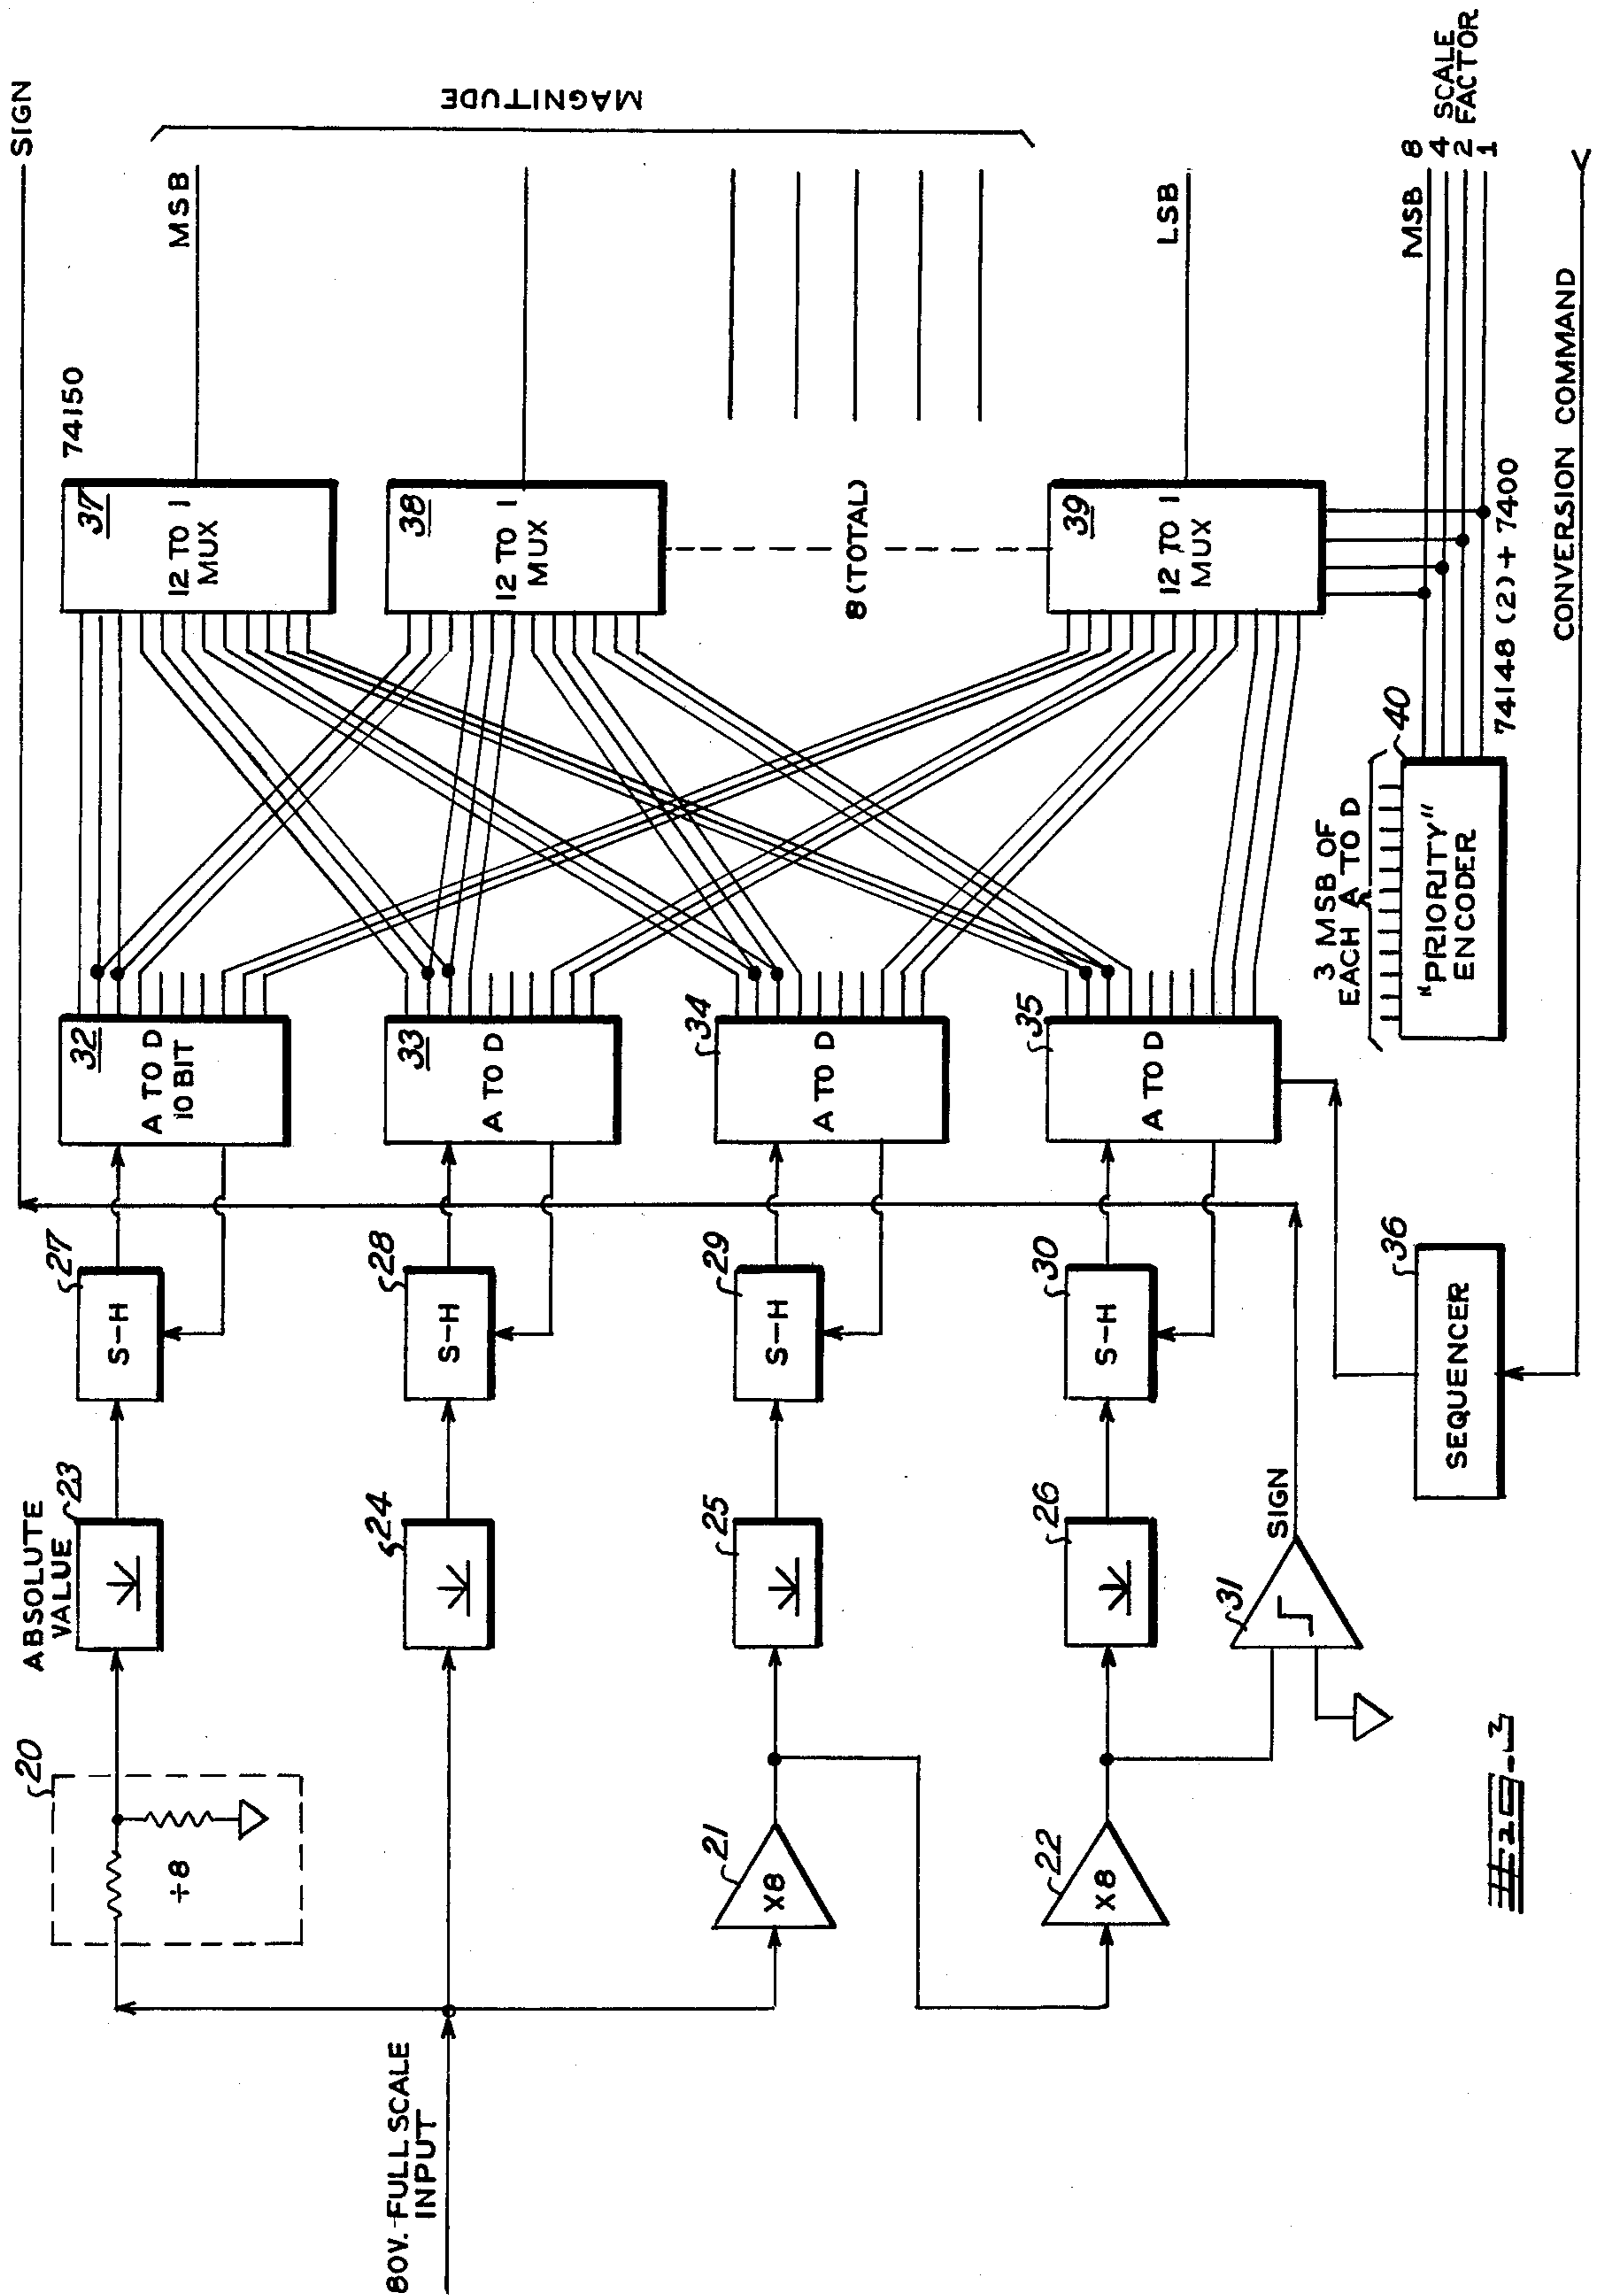 SIGN
74150
37
12 TO 1
MUX
MSB
MAGNITUDE
38
12 TO 1
MUX
8 (TOTAL)
39
12 TO 1
MUX
LSB
MSB 8
4 SCALE
2 FACTOR
1
74148 (2) + 7400
CONVERSION COMMAND
32
A TO D
10 BIT
33
A TO D
34
A TO D
35
A TO D
3 MSB OF
EACH A TO D
40
"PRIORITY"
ENCODER
27
S-H
28
S-H
29
S-H
30
S-H
36
SEQUENCER
ABSOLUTE
VALUE
23
24
25
26
SIGN
31
20
÷8
21
X8
22
X8
80V. FULL SCALE
INPUT
FIG-3